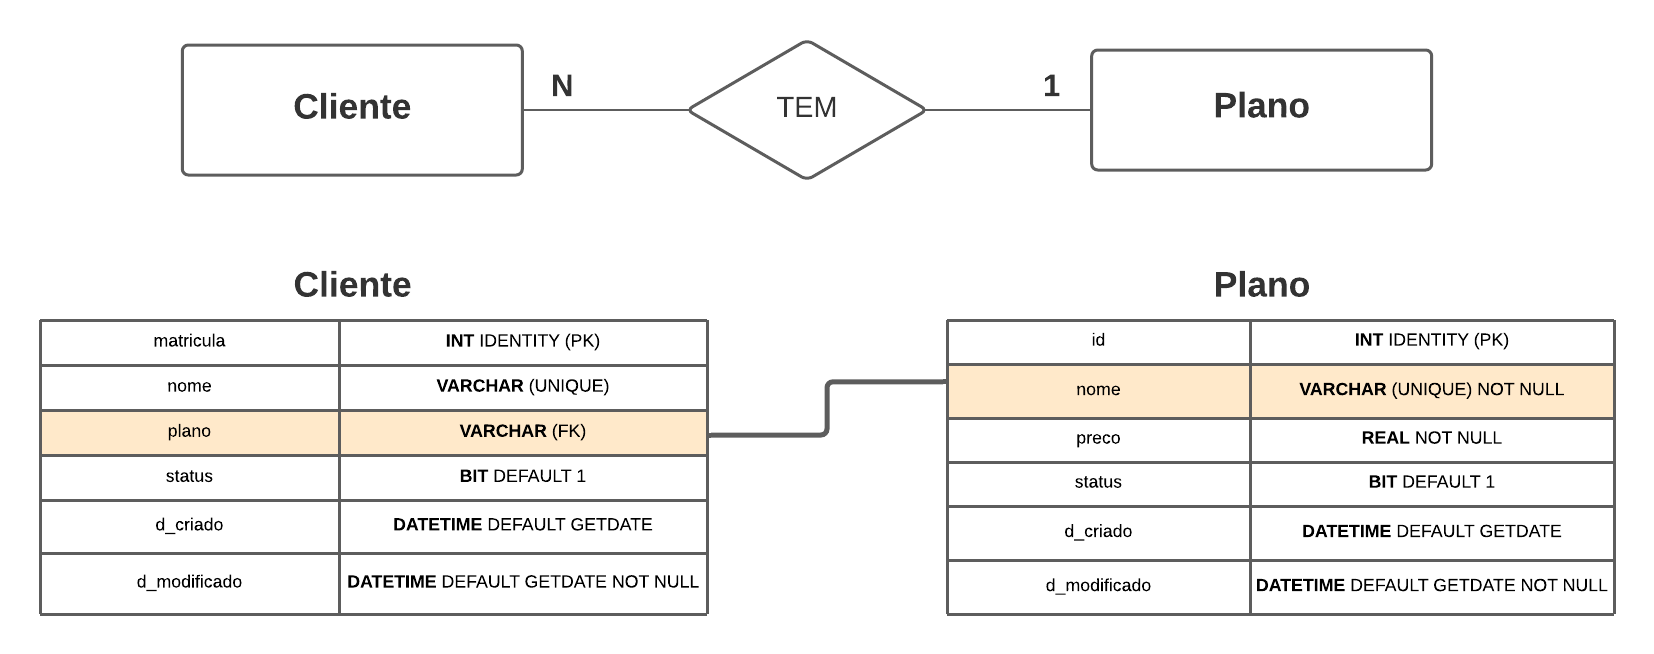 Cliente
N
TEM
1
Plano
Cliente
matricula INT IDENTITY (PK)
nome VARCHAR (UNIQUE)
plano VARCHAR (FK)
status BIT DEFAULT 1
d_criado DATETIME DEFAULT GETDATE
d_modificado DATETIME DEFAULT GETDATE NOT NULL
Plano
id INT IDENTITY (PK)
nome VARCHAR (UNIQUE) NOT NULL
preco REAL NOT NULL
status BIT DEFAULT 1
d_criado DATETIME DEFAULT GETDATE
d_modificado DATETIME DEFAULT GETDATE NOT NULL